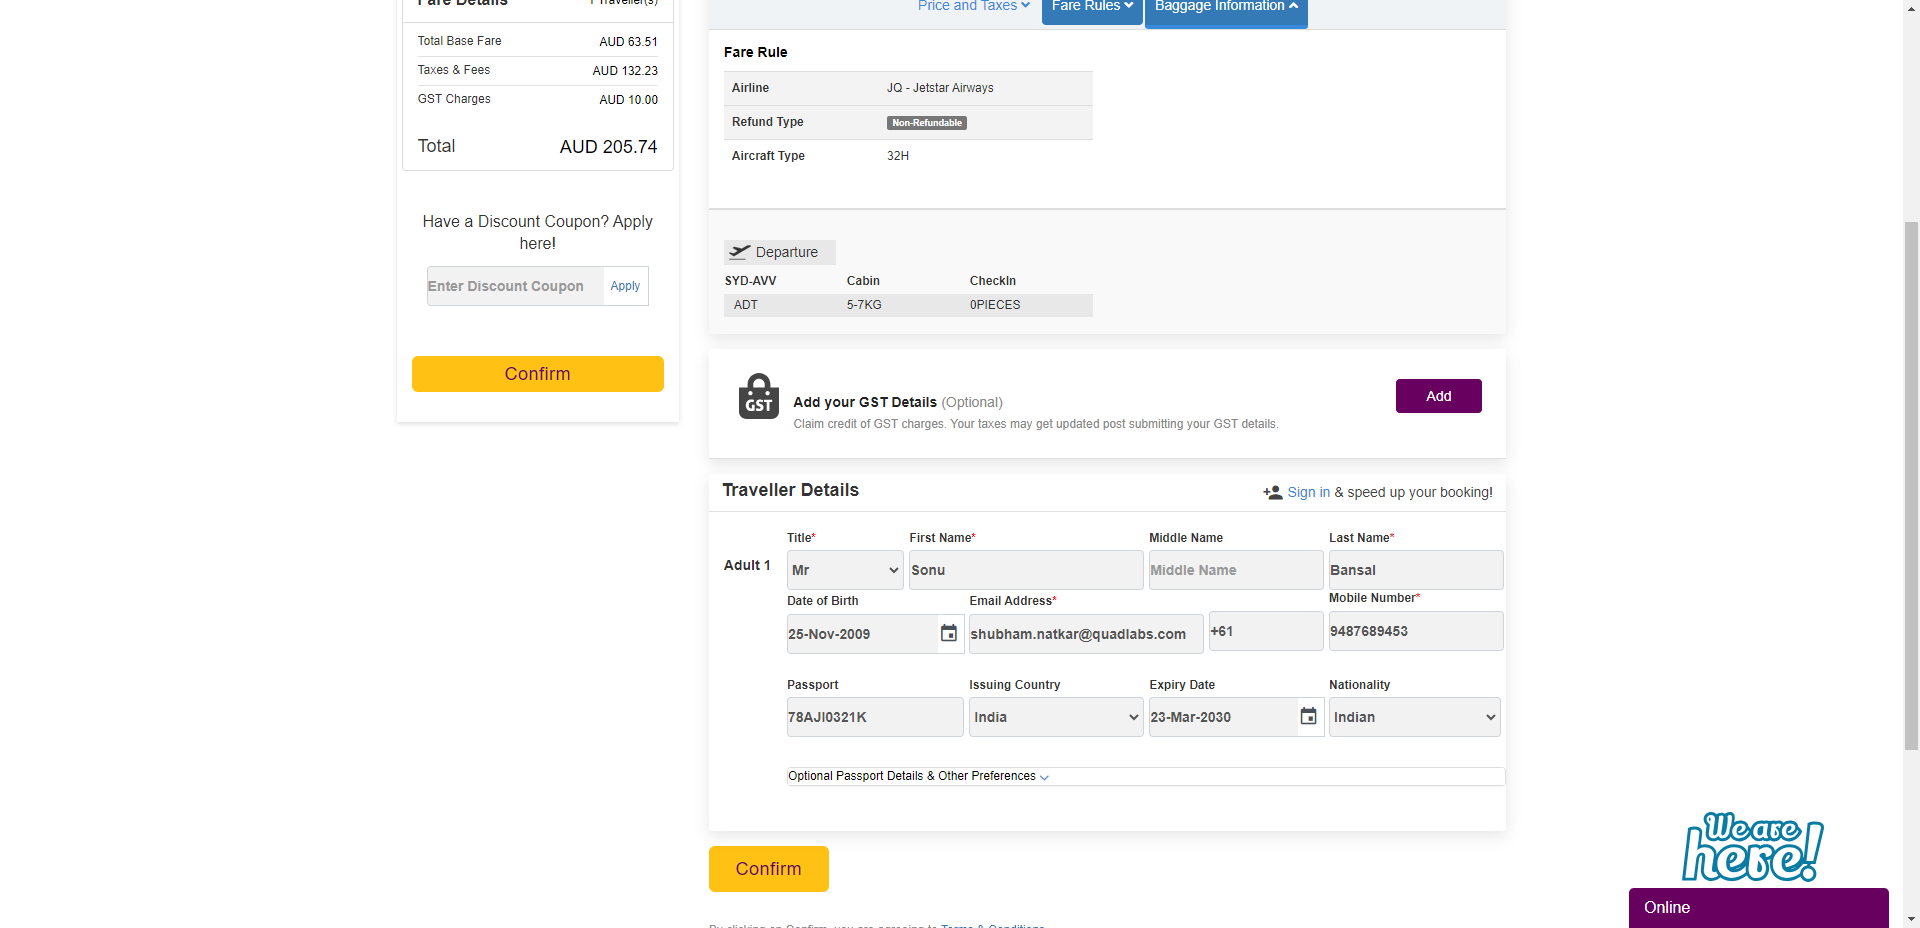 Fare Details 1 Traveller(s)
Total Base Fare AUD 63.51
Taxes & Fees AUD 132.23
GST Charges AUD 10.00
Total AUD 205.74
Have a Discount Coupon? Apply
here!
Enter Discount Coupon Apply
Confirm
Price and Taxes Fare Rules Baggage Information
Fare Rule
Airline JQ - Jetstar Airways
Refund Type Non-Refundable
Aircraft Type 32H
Departure
SYD-AVV Cabin CheckIn
ADT 5-7KG 0PIECES
GST
Add your GST Details (Optional)
Claim credit of GST charges. Your taxes may get updated post submitting your GST details.
Add
Traveller Details
Sign in & speed up your booking!
Title* First Name* Middle Name Last Name*
Adult 1 Mr Sonu Middle Name Bansal
Date of Birth Email Address* Mobile Number*
25-Nov-2009 shubham.natkar@quadlabs.com +61 9487689453
Passport Issuing Country Expiry Date Nationality
78AJI0321K India 23-Mar-2030 Indian
Optional Passport Details & Other Preferences
Confirm
By clicking on Confirm, you are agreeing to Terms & Conditions
We are
here!
Online